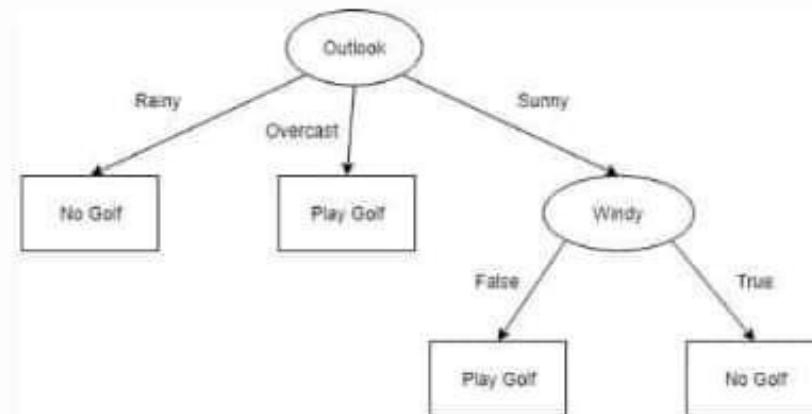 Outlook
Rainy
Sunny
Overcast
No Golf
Play Golf
Windy
False
True
Play Golf
No Golf